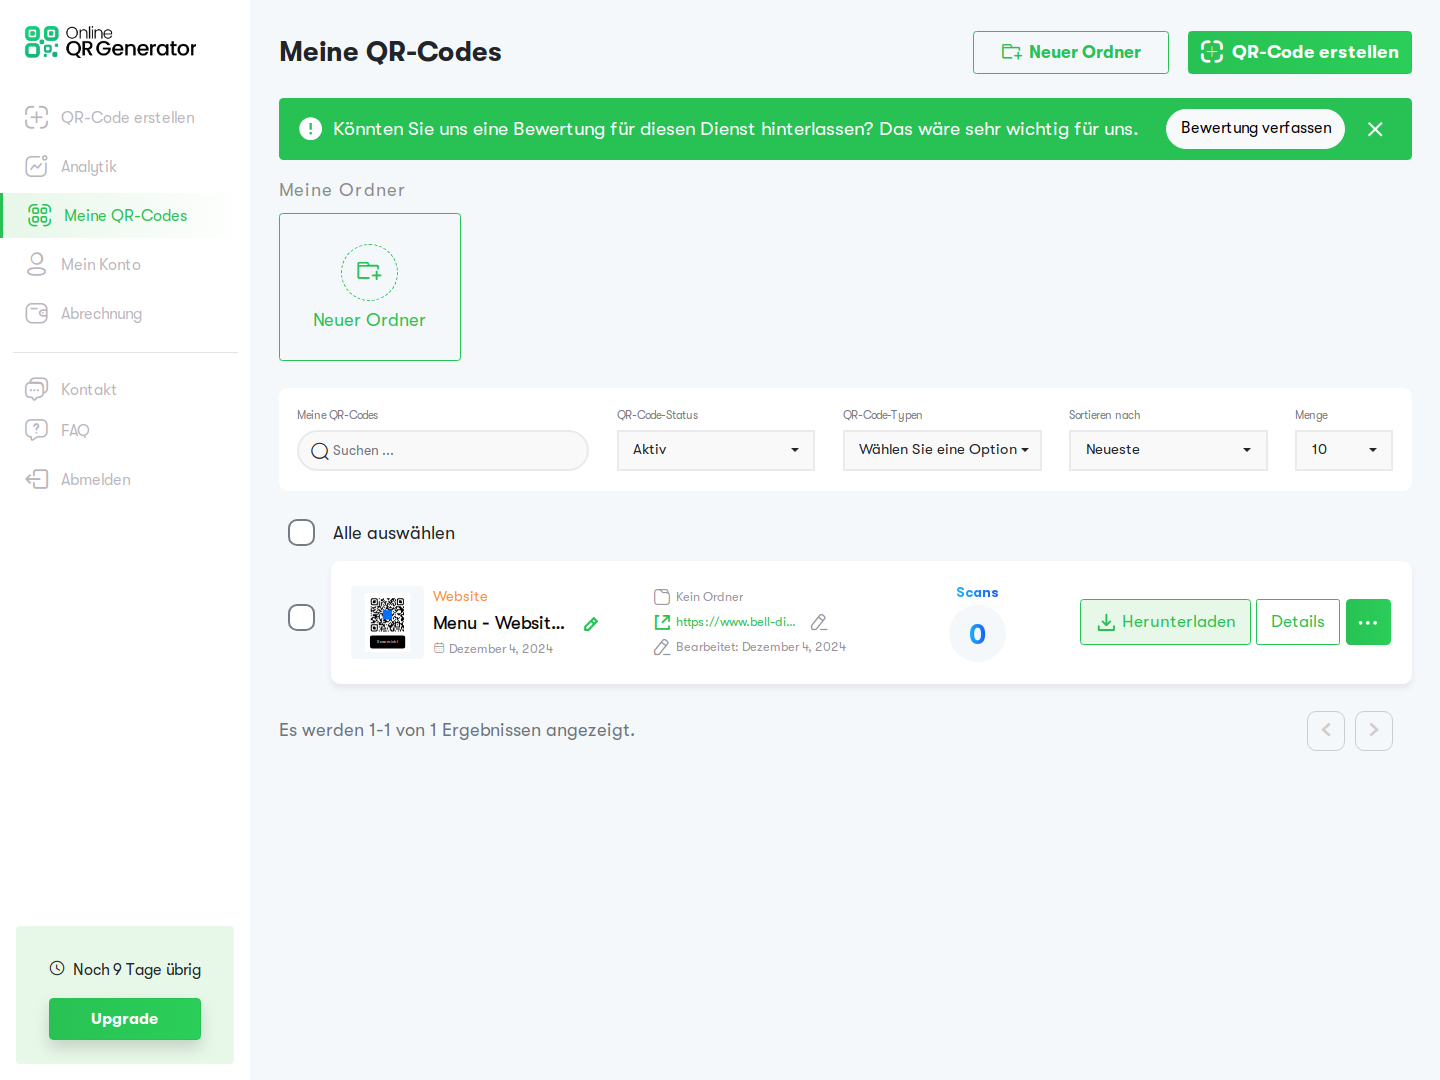 Online
QR Generator
QR-Code erstellen
Analytik
Meine QR-Codes
Mein Konto
Abrechnung
Kontakt
FAQ
Abmelden
Noch 9 Tage übrig
Upgrade
Meine QR-Codes
Neuer Ordner
QR-Code erstellen
Könnten Sie uns eine Bewertung für diesen Dienst hinterlassen? Das wäre sehr wichtig für uns.
Bewertung verfassen
Meine Ordner
Neuer Ordner
Meine QR-Codes
Suchen ...
QR-Code-Status
Aktiv
QR-Code-Typen
Wählen Sie eine Option
Sortieren nach
Neueste
Menge
10
Alle auswählen
Website
Menu - Websit...
Dezember 4, 2024
Kein Ordner
https://www.bell-di...
Bearbeitet: Dezember 4, 2024
Scans
0
Herunterladen
Details
Es werden 1-1 von 1 Ergebnissen angezeigt.